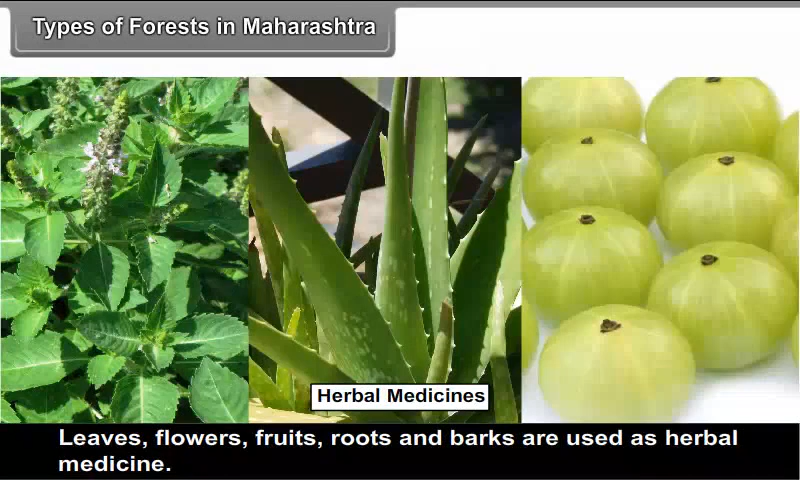 Types of Forests in Maharashtra
Herbal Medicines
Leaves, flowers, fruits, roots and barks are used as herbal
medicine.